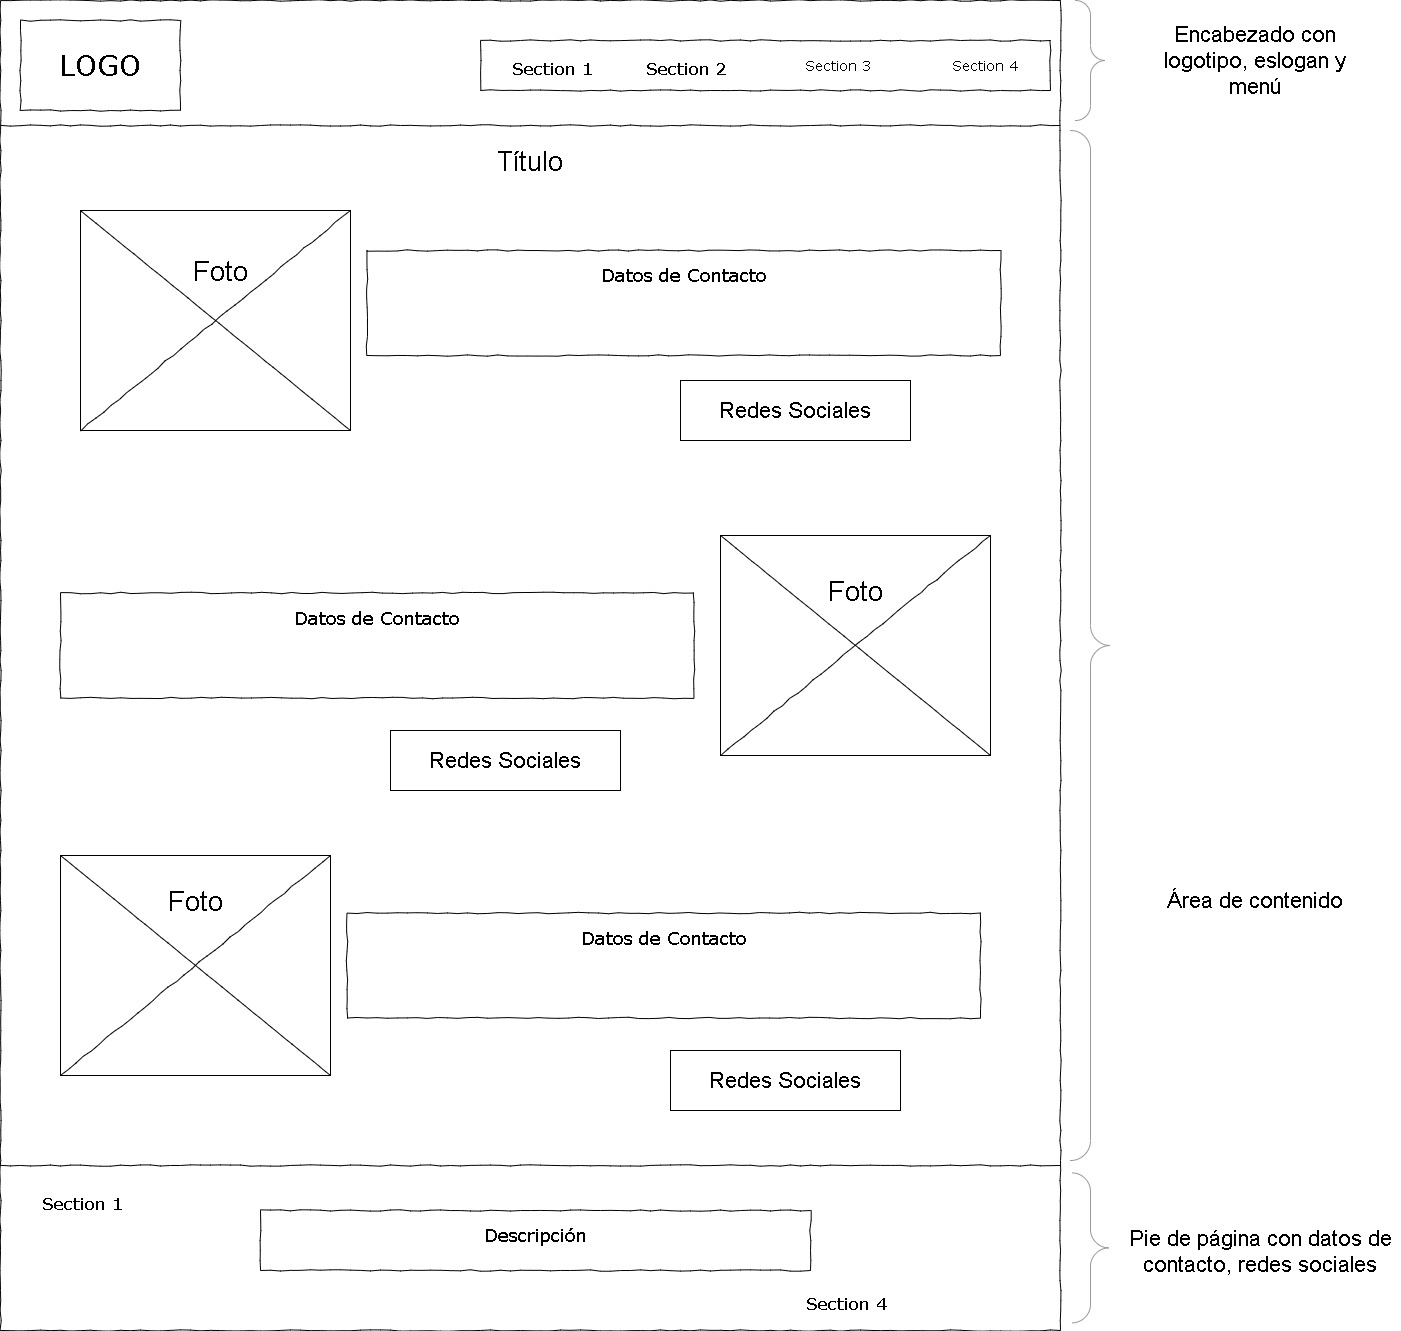 LOGO
Section 1
Section 2
Section 3
Section 4
Encabezado con
logotipo, eslogan y
menú
Título
Foto
Datos de Contacto
Redes Sociales
Foto
Datos de Contacto
Redes Sociales
Foto
Datos de Contacto
Redes Sociales
Área de contenido
Section 1
Descripción
Section 4
Pie de página con datos de
contacto, redes sociales